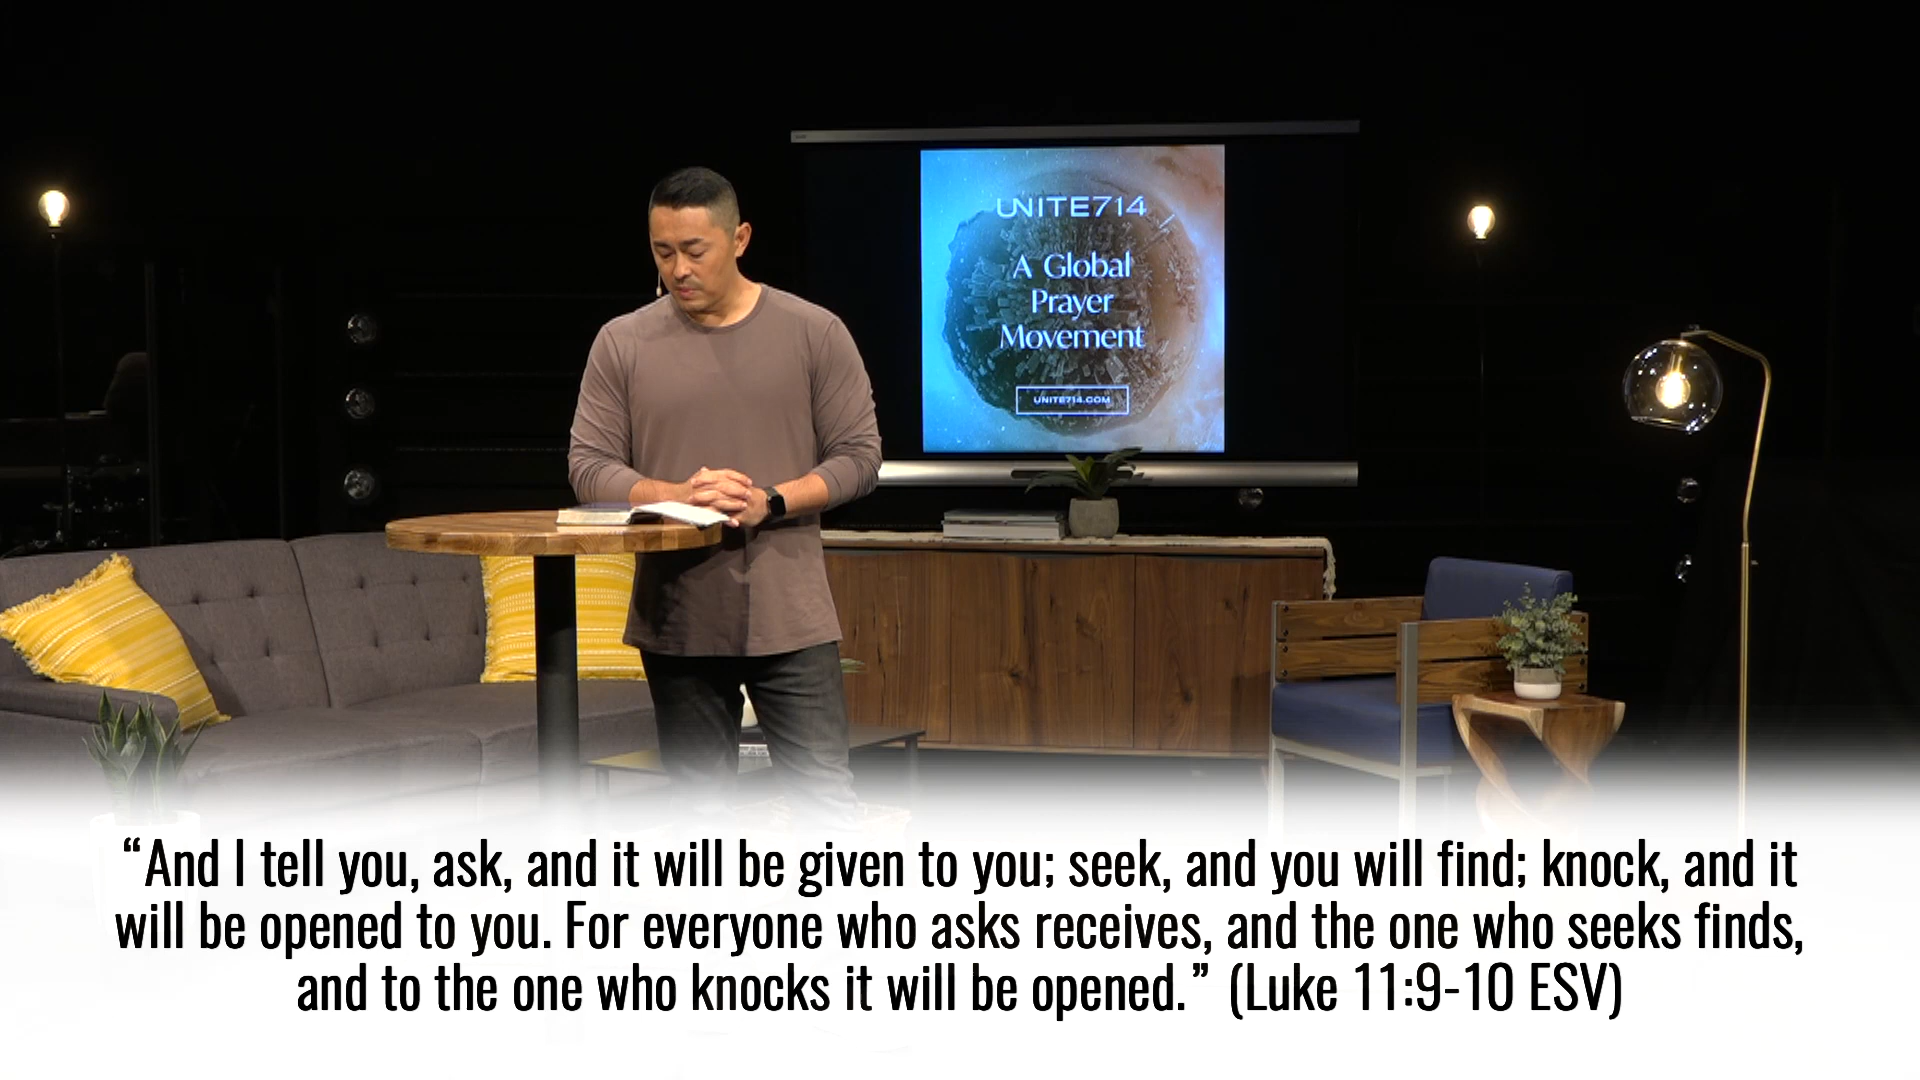 UNITE714
A Global
Prayer
Movement
UNITE714.COM
“And I tell you, ask, and it will be given to you; seek, and you will find; knock, and it
will be opened to you. For everyone who asks receives, and the one who seeks finds,
and to the one who knocks it will be opened.” (Luke 11:9-10 ESV)